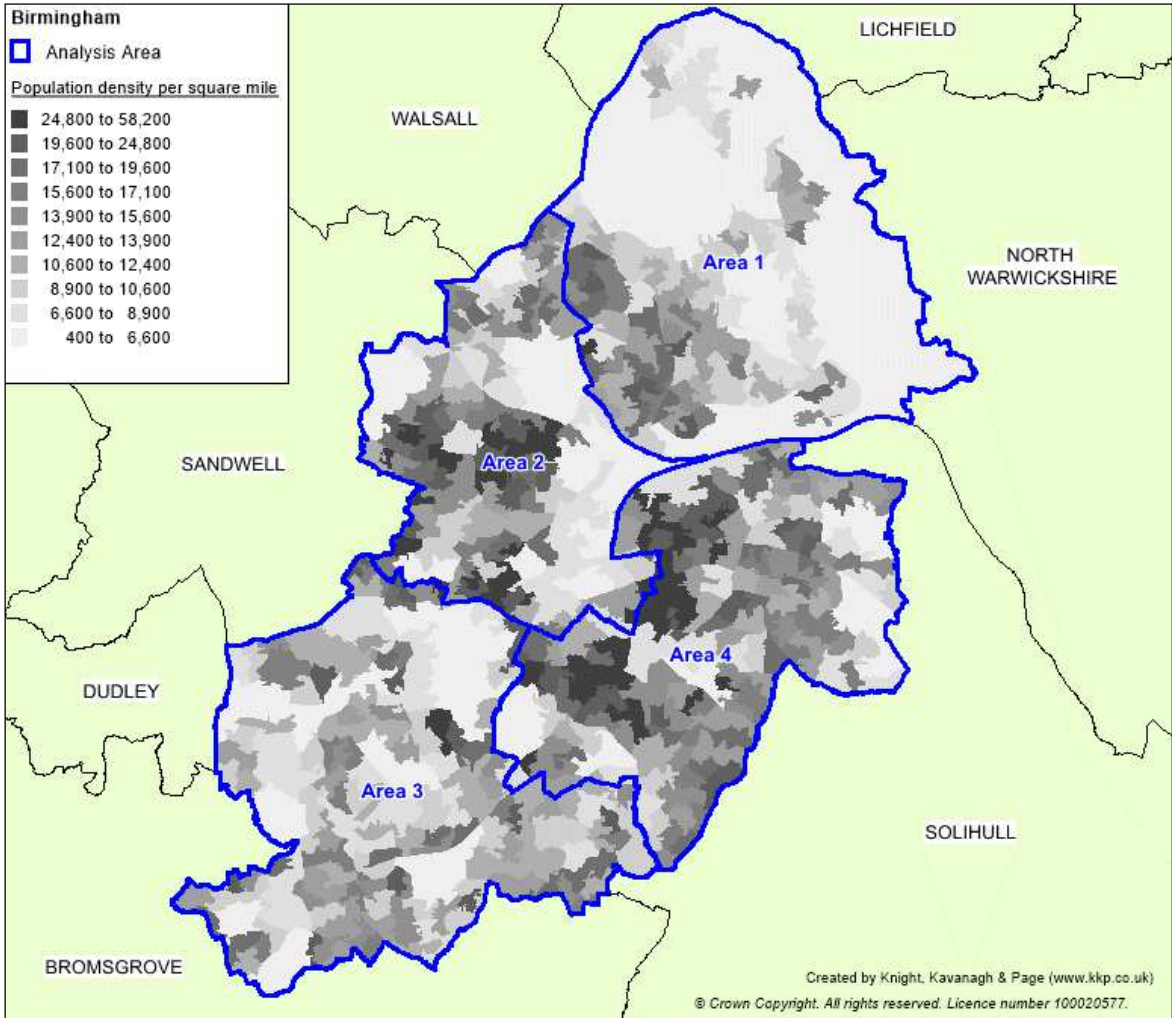 Birmingham
Analysis Area
Population density per square mile
24,800 to 58,200
19,600 to 24,800
17,100 to 19,600
15,600 to 17,100
13,900 to 15,600
12,400 to 13,900
10,600 to 12,400
8,900 to 10,600
6,600 to 8,900
400 to 6,600
LICHFIELD
WALSALL
NORTH
WARWICKSHIRE
Area 1
SANDWELL
Area 2
Area 4
DUDLEY
Area 3
SOLIHULL
BROMSGROVE
Created by Knight, Kavanagh & Page (www.kkp.co.uk)
© Crown Copyright. All rights reserved. Licence number 100020577.